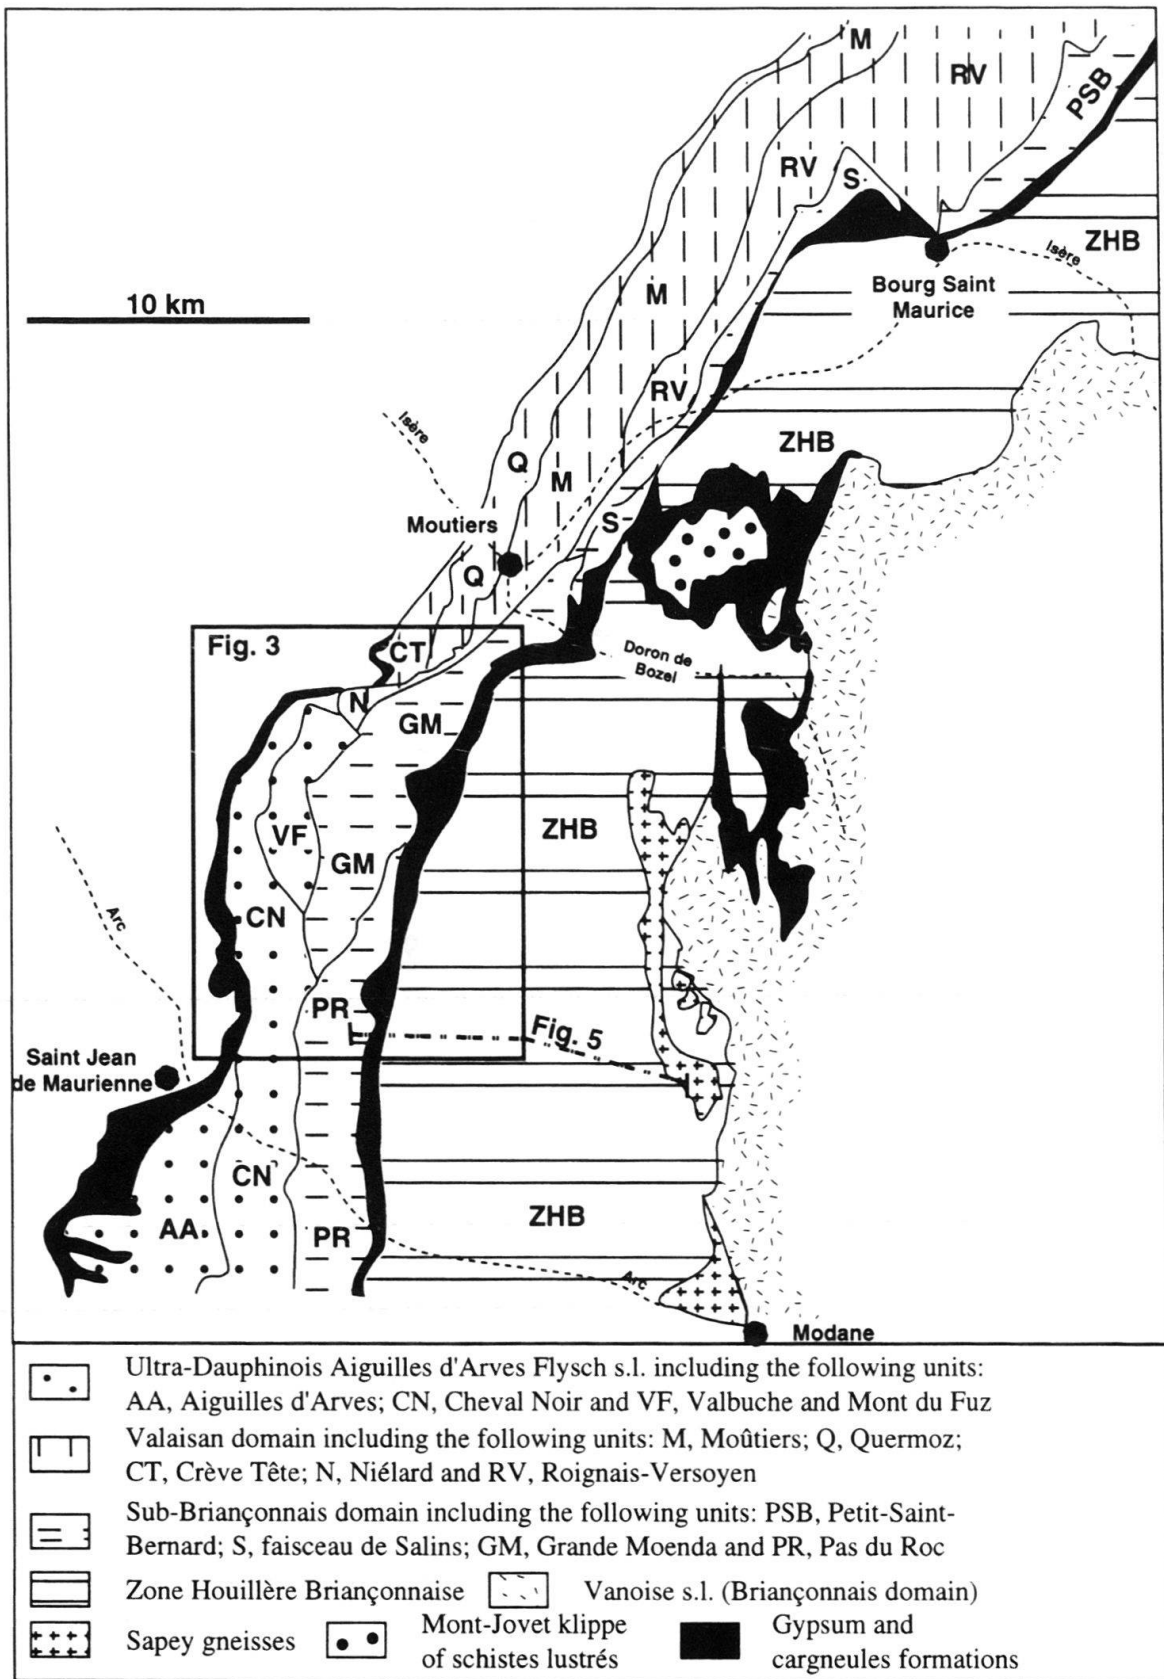 M
RV
PSB
RV
S
ZHB
Isère
Bourg Saint
Maurice
10 km
M
RV
Isère
ZHB
Q
M
Moutiers
S
Q
Fig. 3
CT
Doron de
Bozel
N
GM
VF
ZHB
GM
Arc
CN
PR
Fig. 5
Saint Jean
de Maurienne
CN
AA
PR
ZHB
Arc
Modane
Ultra-Dauphinois Aiguilles d'Arves Flysch s.l. including the following units:
AA, Aiguilles d'Arves; CN, Cheval Noir and VF, Valbuche and Mont du Fuz
Valaisan domain including the following units: M, Moûtiers; Q, Quermoz;
CT, Crève Tête; N, Niélard and RV, Roignais-Versoyen
Sub-Briançonnais domain including the following units: PSB, Petit-Saint-
Bernard; S, faisceau de Salins; GM, Grande Moenda and PR, Pas du Roc
Zone Houillère Briançonnaise
Vanoise s.l. (Briançonnais domain)
Sapey gneisses
Mont-Jovet klippe
of schistes lustrés
Gypsum and
cargneules formations